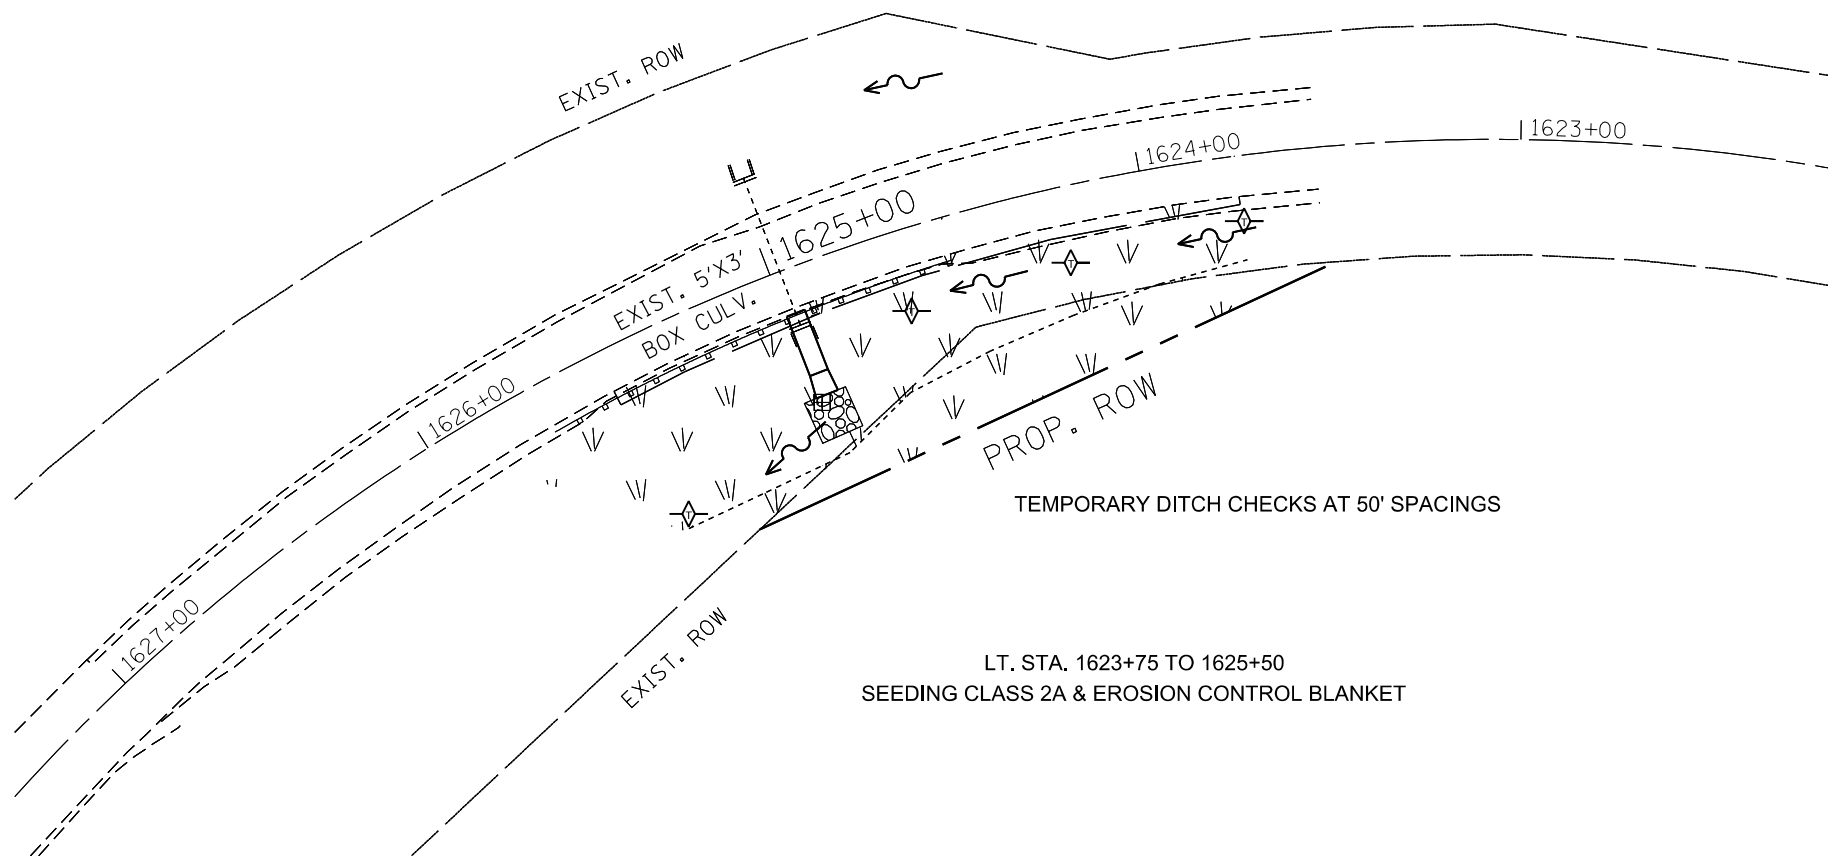 EXIST. ROW
1623+00
1624+00
1625+00
EXIST. 5'X3'
BOX CULV.
1626+00
1627+00
T
T
T
T
PROP. ROW
TEMPORARY DITCH CHECKS AT 50' SPACINGS
EXIST. ROW
LT. STA. 1623+75 TO 1625+50
SEEDING CLASS 2A & EROSION CONTROL BLANKET